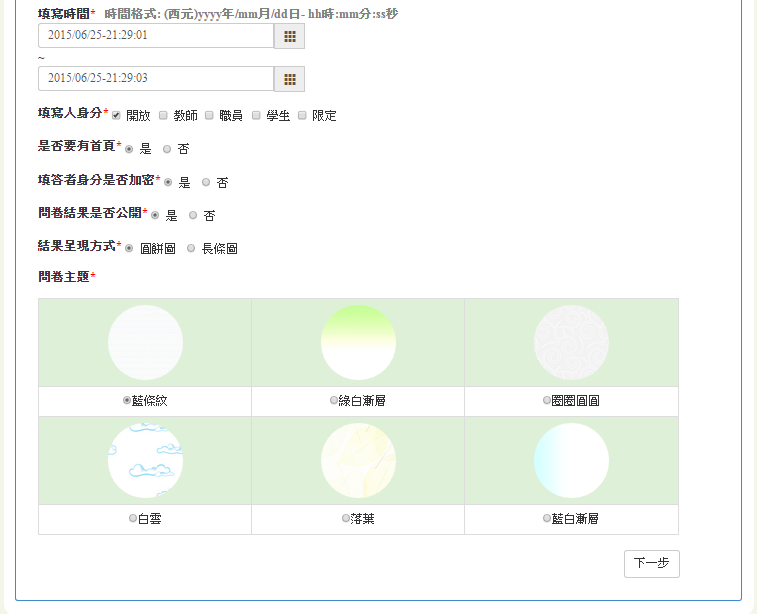 填寫時間* 時間格式: (西元)yyyy年/mm月/dd日- hh時:mm分:ss秒
2015/06/25-21:29:01
~
2015/06/25-21:29:03
填寫人身分* 開放 教師 職員 學生 限定
是否要有首頁* 是 否
填答者身分是否加密* 是 否
問卷結果是否公開* 是 否
結果呈現方式* 圓餅圖 長條圖
問卷主題*
藍條紋 綠白漸層 圈圈圓圓
白雲 落葉 藍白漸層
下一步